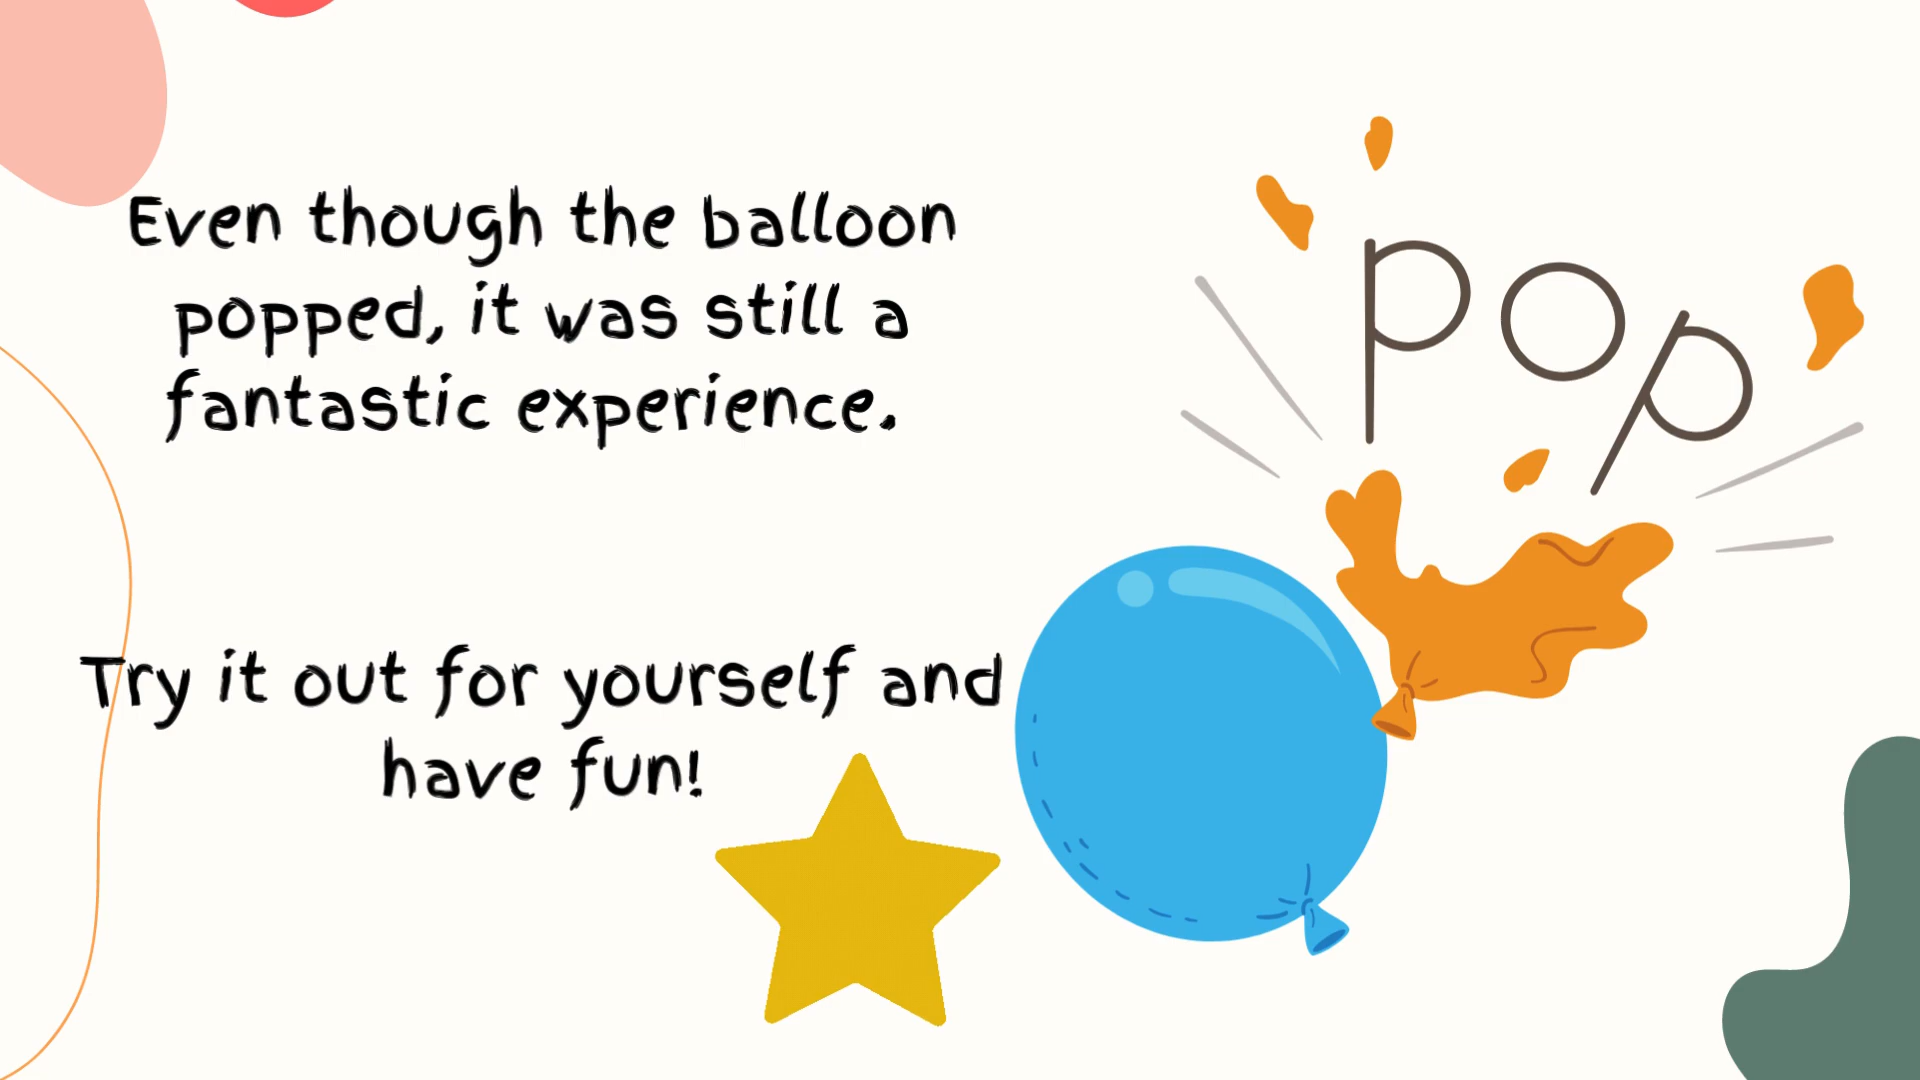 Even though the balloon
popped, it was still a
fantastic experience.
Try it out for yourself and
have fun!
pop